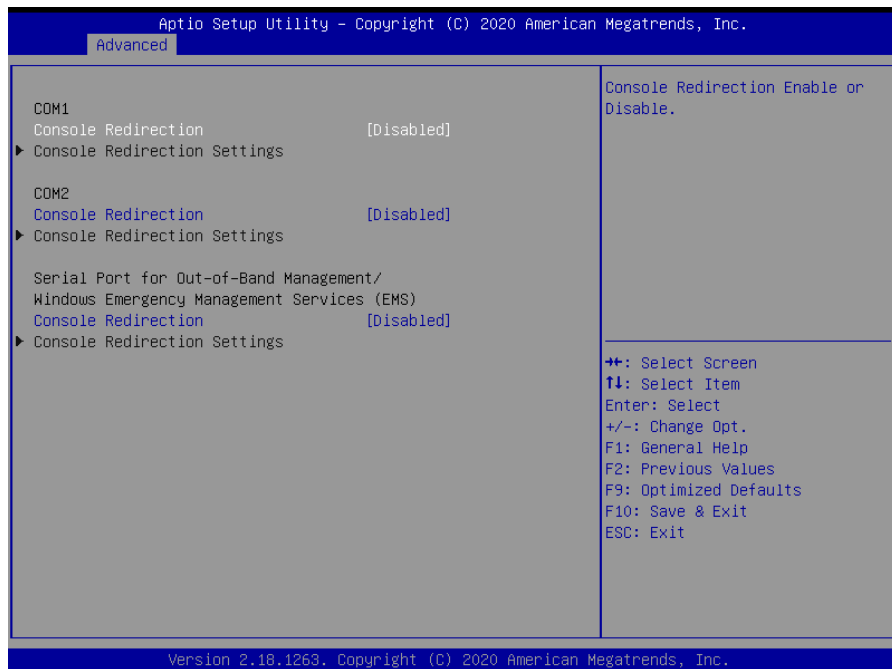 Aptio Setup Utility – Copyright (C) 2020 American Megatrends, Inc.
Advanced
COM1
Console Redirection [Disabled]
▶ Console Redirection Settings
COM2
Console Redirection [Disabled]
▶ Console Redirection Settings
Serial Port for Out-of-Band Management/
Windows Emergency Management Services (EMS)
Console Redirection [Disabled]
▶ Console Redirection Settings
Console Redirection Enable or
Disable.
→←: Select Screen
↑↓: Select Item
Enter: Select
+/-: Change Opt.
F1: General Help
F2: Previous Values
F9: Optimized Defaults
F10: Save & Exit
ESC: Exit
Version 2.18.1263. Copyright (C) 2020 American Megatrends, Inc.